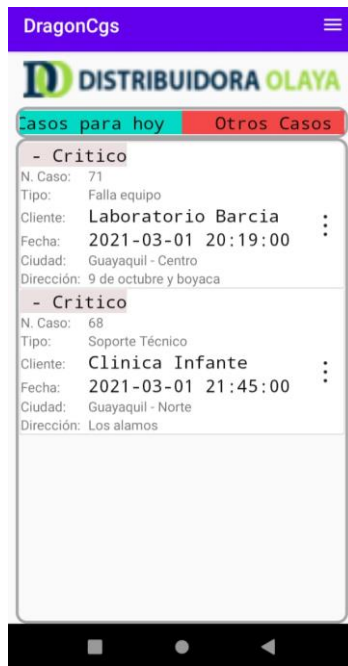 DragonCgs
DISTRIBUIDORA OLAYA
Casos para hoy Otros Casos
- Critico
N. Caso: 71
Tipo: Falla equipo
Cliente: Laboratorio Barcia
Fecha: 2021-03-01 20:19:00
Ciudad: Guayaquil - Centro
Dirección: 9 de octubre y boyaca
- Critico
N. Caso: 68
Tipo: Soporte Técnico
Cliente: Clinica Infante
Fecha: 2021-03-01 21:45:00
Ciudad: Guayaquil - Norte
Dirección: Los alamos